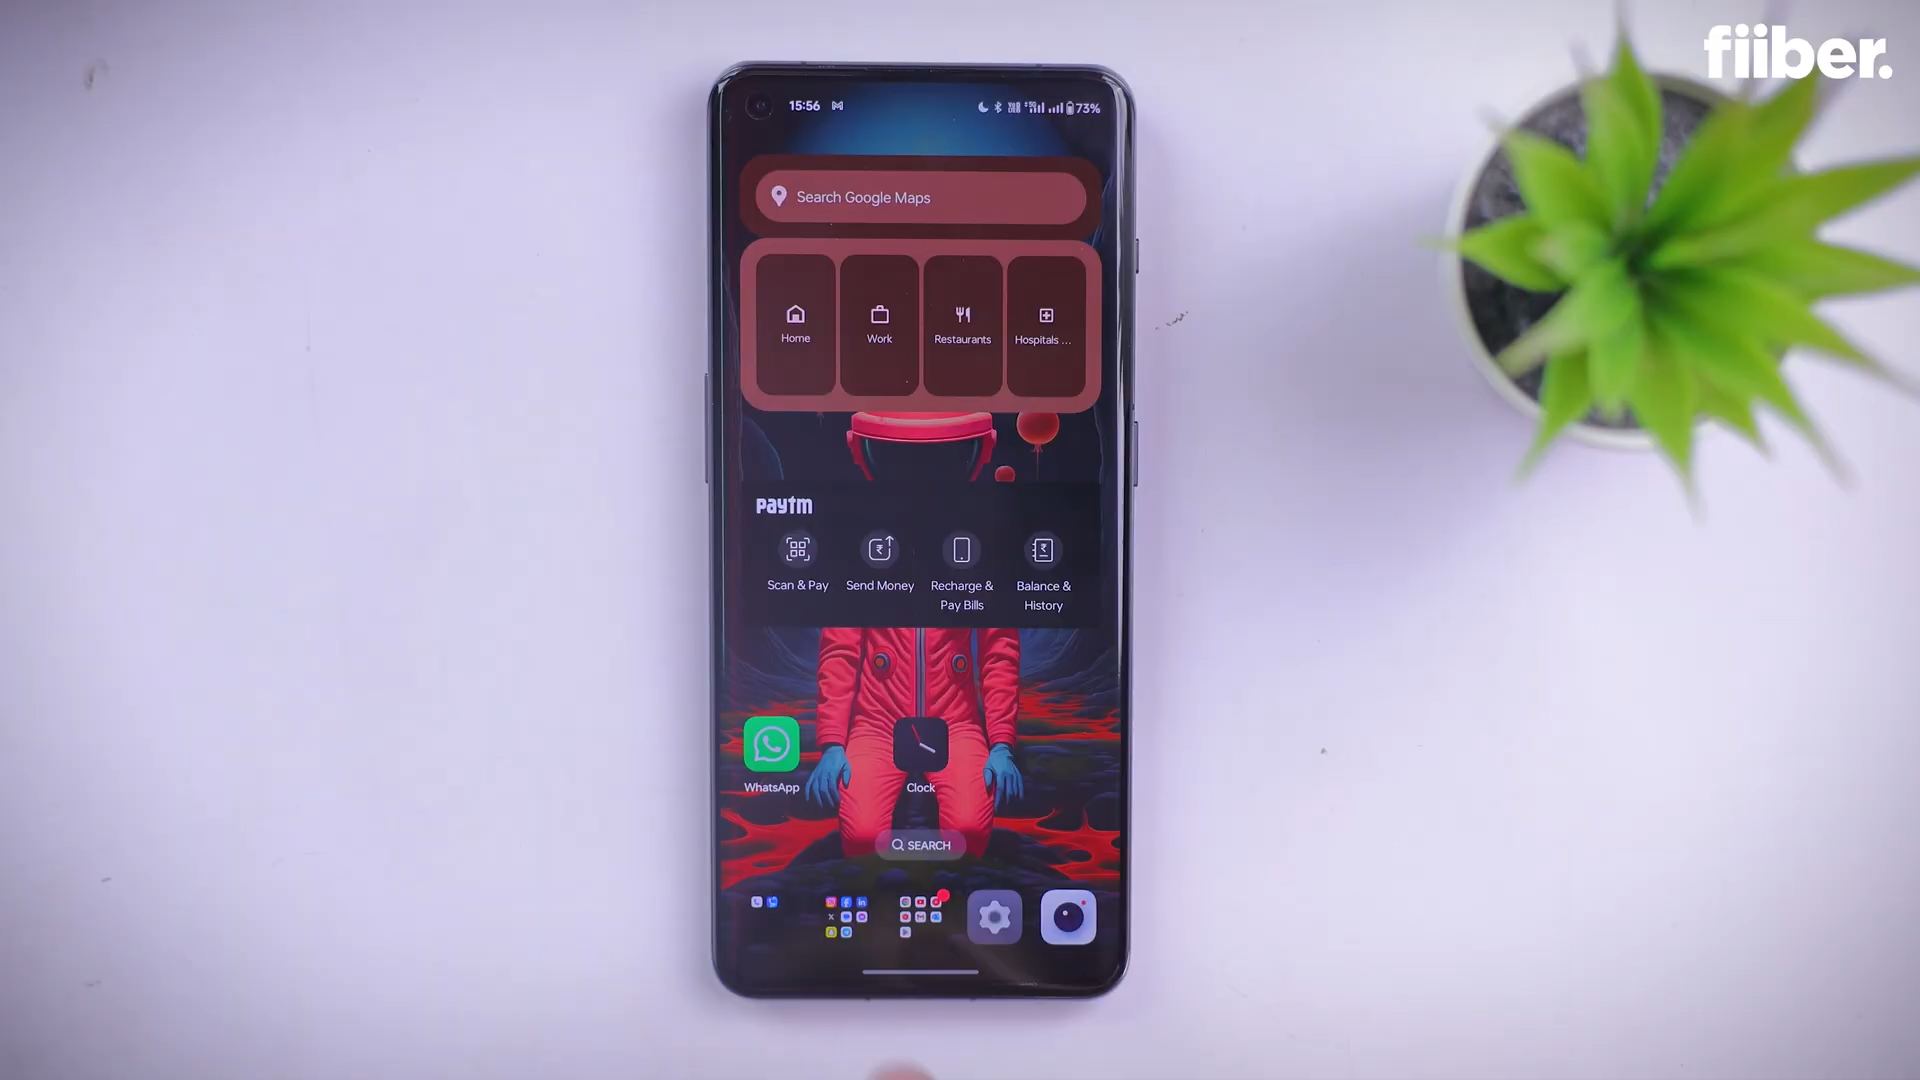 fiiber.
15:56
73%
Search Google Maps
Home
Work
Restaurants
Hospitals ...
paytm
Scan & Pay
Send Money
Recharge &
Pay Bills
Balance &
History
WhatsApp
Clock
SEARCH